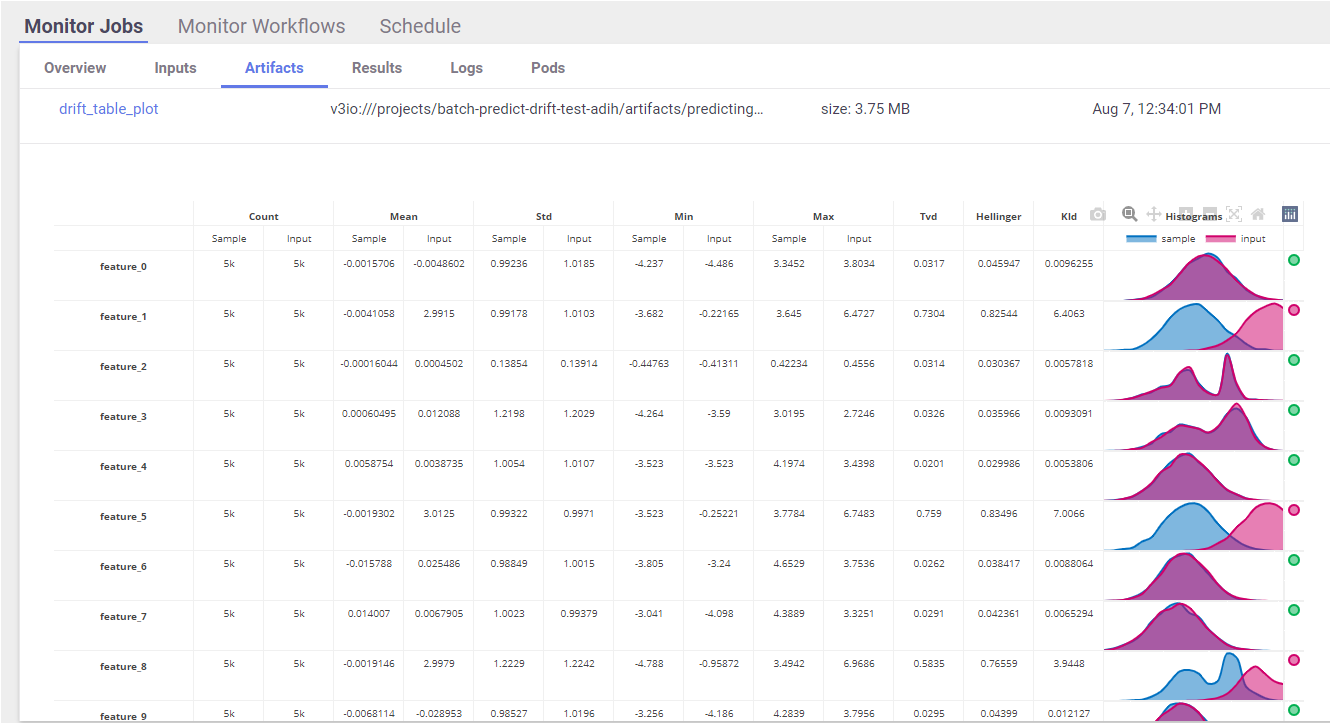 Monitor Jobs Monitor Workflows Schedule
Overview Inputs Artifacts Results Logs Pods
drift_table_plot v3io:///projects/batch-predict-drift-test-adih/artifacts/predicting... size: 3.75 MB Aug 7, 12:34:01 PM
Count Mean Std Min Max Tvd Hellinger Kld Histograms
Sample Input Sample Input Sample Input Sample Input Sample Input sample input
feature_0 5k 5k -0.0015706 -0.0048602 0.99236 1.0185 -4.237 -4.486 3.3452 3.8034 0.0317 0.045947 0.0096255
feature_1 5k 5k -0.0041058 2.9915 0.99178 1.0103 -3.682 -0.22165 3.645 6.4727 0.7304 0.82544 6.4063
feature_2 5k 5k -0.00016044 0.0004502 0.13854 0.13914 -0.44763 -0.41311 0.42234 0.4556 0.0314 0.030367 0.0057818
feature_3 5k 5k 0.00060495 0.012088 1.2198 1.2029 -4.264 -3.59 3.0195 2.7246 0.0326 0.035966 0.0093091
feature_4 5k 5k 0.0058754 0.0038735 1.0054 1.0107 -3.523 -3.523 4.1974 3.4398 0.0201 0.029986 0.0053806
feature_5 5k 5k -0.0019302 3.0125 0.99322 0.9971 -3.523 -0.25221 3.7784 6.7483 0.759 0.83496 7.0066
feature_6 5k 5k -0.015788 0.025486 0.98849 1.0015 -3.805 -3.24 4.6529 3.7536 0.0262 0.038417 0.0088064
feature_7 5k 5k 0.014007 0.0067905 1.0023 0.99379 -3.041 -4.098 4.3889 3.3251 0.0291 0.042361 0.0065294
feature_8 5k 5k -0.0019146 2.9979 1.2229 1.2242 -4.788 -0.95872 3.4942 6.9686 0.5835 0.76559 3.9448
feature_9 5k 5k -0.0068114 -0.028953 0.98527 1.0196 -3.256 -4.186 4.2839 3.7956 0.0295 0.04399 0.012127